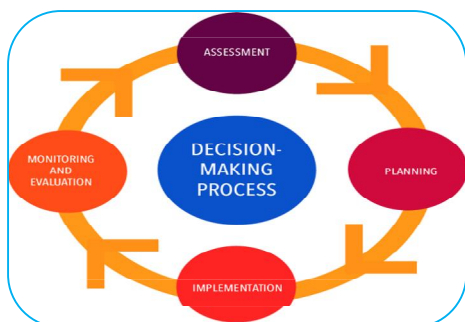 ASSESSMENT
DECISION-
MAKING
PROCESS
MONITORING
AND
EVALUATION
PLANNING
IMPLEMENTATION